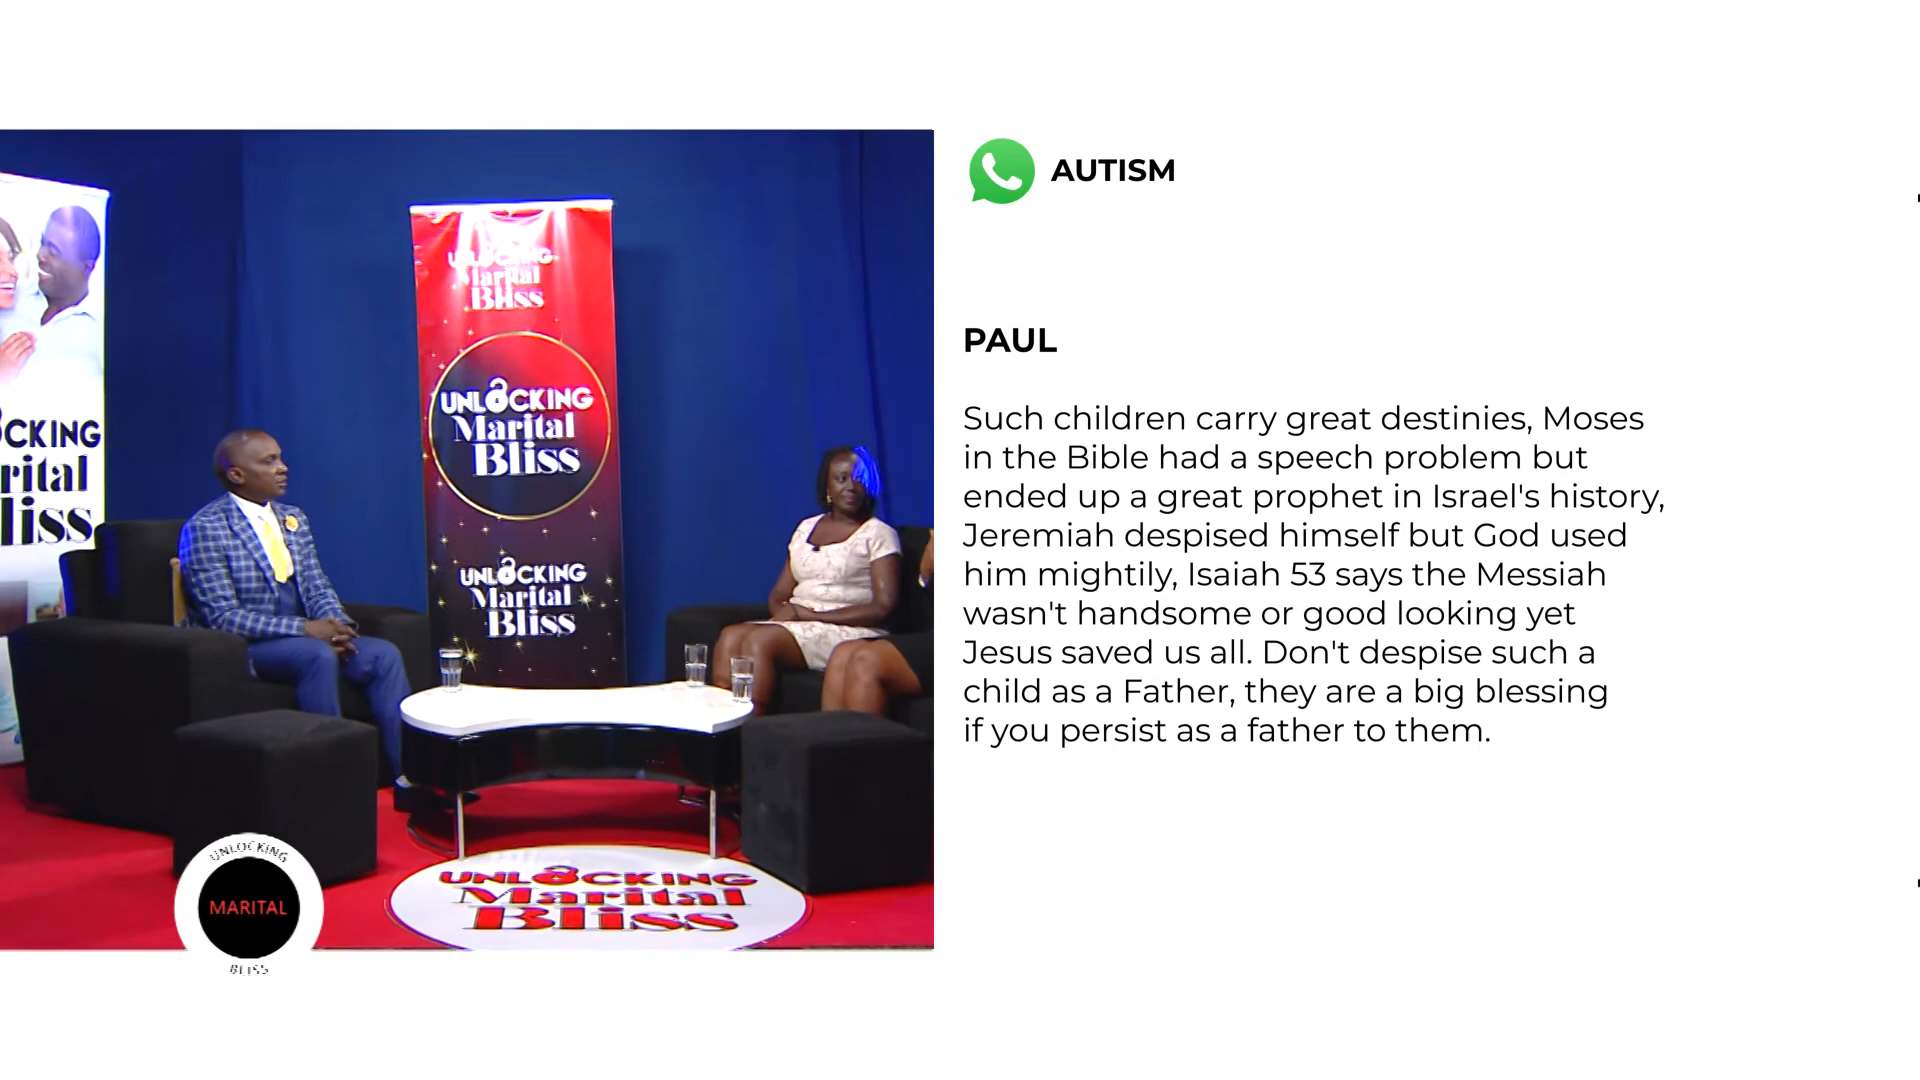 AUTISM
PAUL
Such children carry great destinies, Moses
in the Bible had a speech problem but
ended up a great prophet in Israel's history,
Jeremiah despised himself but God used
him mightily, Isaiah 53 says the Messiah
wasn't handsome or good looking yet
Jesus saved us all. Don't despise such a
child as a Father, they are a big blessing
if you persist as a father to them.
UNLOCKING
Marital
Bliss
UNLOCKING
Marital
Bliss
UNLOCKING
Marital
Bliss
CKING
rital
liss
UNLOCKING
MARITAL
BLISS
UNLOCKING
Marital
Bliss